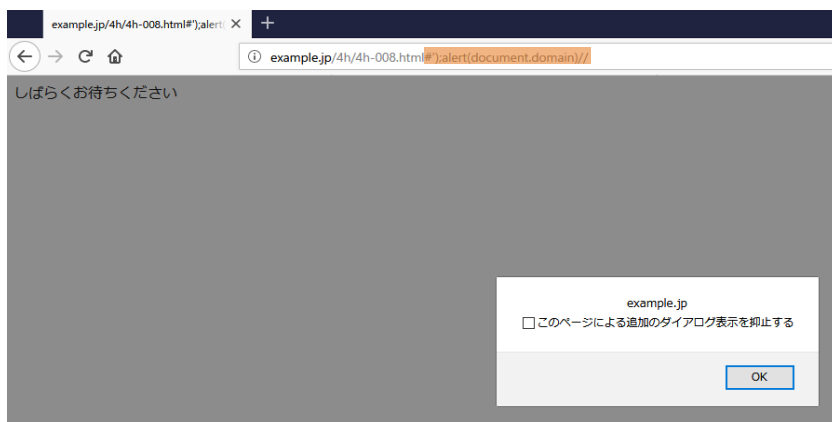 example.jp/4h/4h-008.html#');alert(
example.jp/4h/4h-008.html#');alert(document.domain)//
しばらくお待ちください
example.jp
このページによる追加のダイアログ表示を抑止する
OK